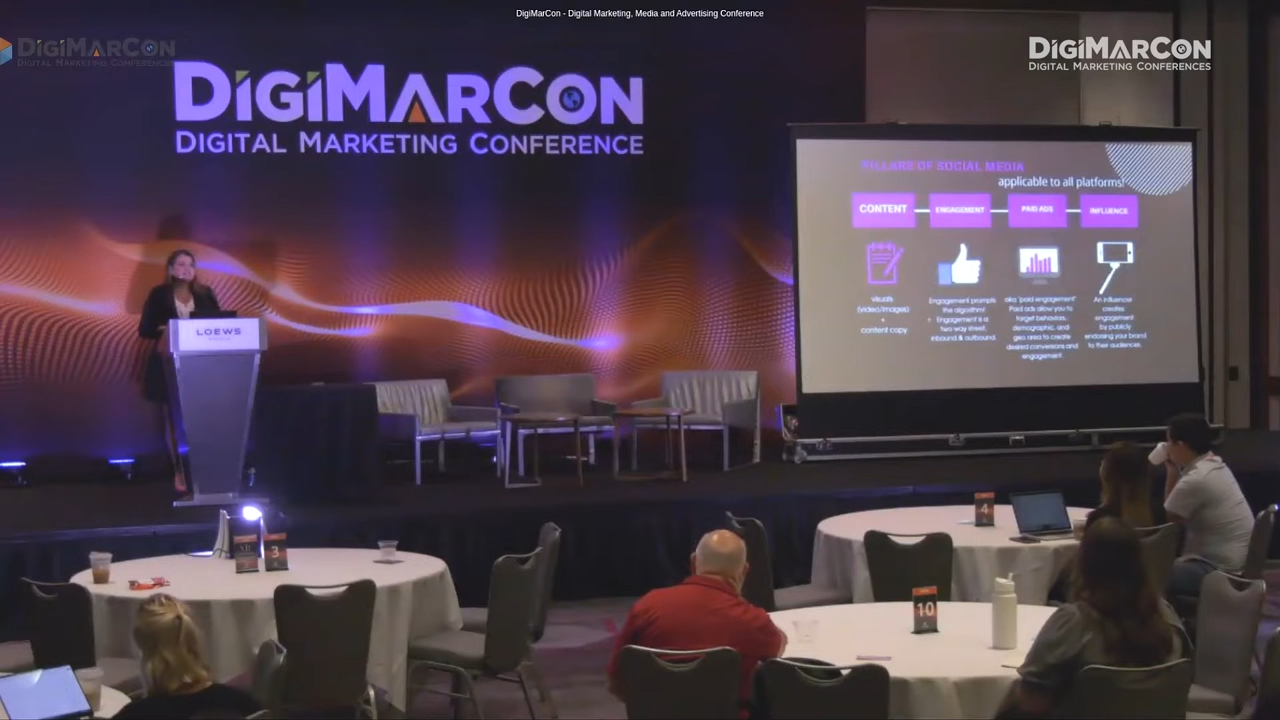 DigiMarCon - Digital Marketing, Media and Advertising Conference
DIGIMARCON
DIGITAL MARKETING CONFERENCES
DIGIMARCON
DIGITAL MARKETING CONFERENCES
DIGIMARCON
DIGITAL MARKETING CONFERENCE
PILLARS OF SOCIAL MEDIA
applicable to all platforms!
CONTENT
ENGAGEMENT
PAID ADS
INFLUENCE
visuals
(video/images)
+
content copy
Engagement prompts
the algorithm!
Engagement is a
two way street,
inbound & outbound.
aka "paid engagement"
Paid ads allow you to
target behaviors,
demographic, and
geo area to create
desired conversions and
engagement.
An influencer
creates
engagement
by publicly
endorsing your brand
to their audiences.
LOEWS
3
4
10